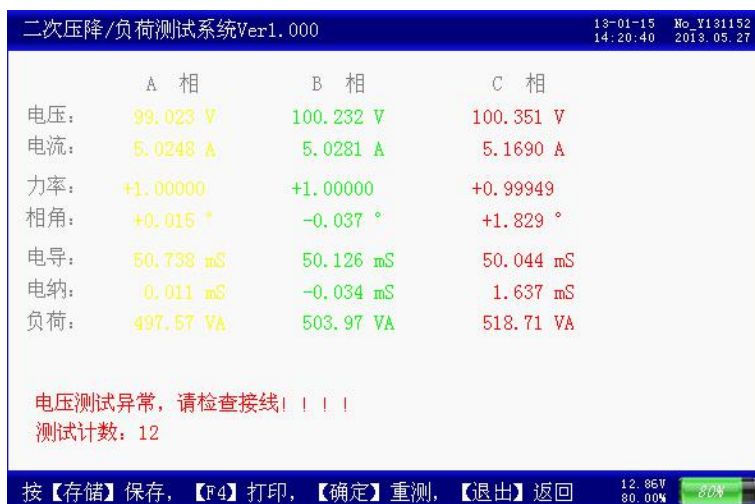 二次压降/负荷测试系统Ver1.000 13-01-15 No_Y131152
14:20:40 2013.05.27
A 相 B 相 C 相
电压: 99.023 V 100.232 V 100.351 V
电流: 5.0248 A 5.0281 A 5.1690 A
力率: +1.00000 +1.00000 +0.99949
相角: +0.015 ° -0.037 ° +1.829 °
电导: 50.738 mS 50.126 mS 50.044 mS
电纳: 0.011 mS -0.034 mS 1.637 mS
负荷: 497.57 VA 503.97 VA 518.71 VA
电压测试异常, 请检查接线!!!!
测试计数: 12
按【存储】保存, 【F4】打印, 【确定】重测, 【退出】返回 12.86V
80.00% 80%